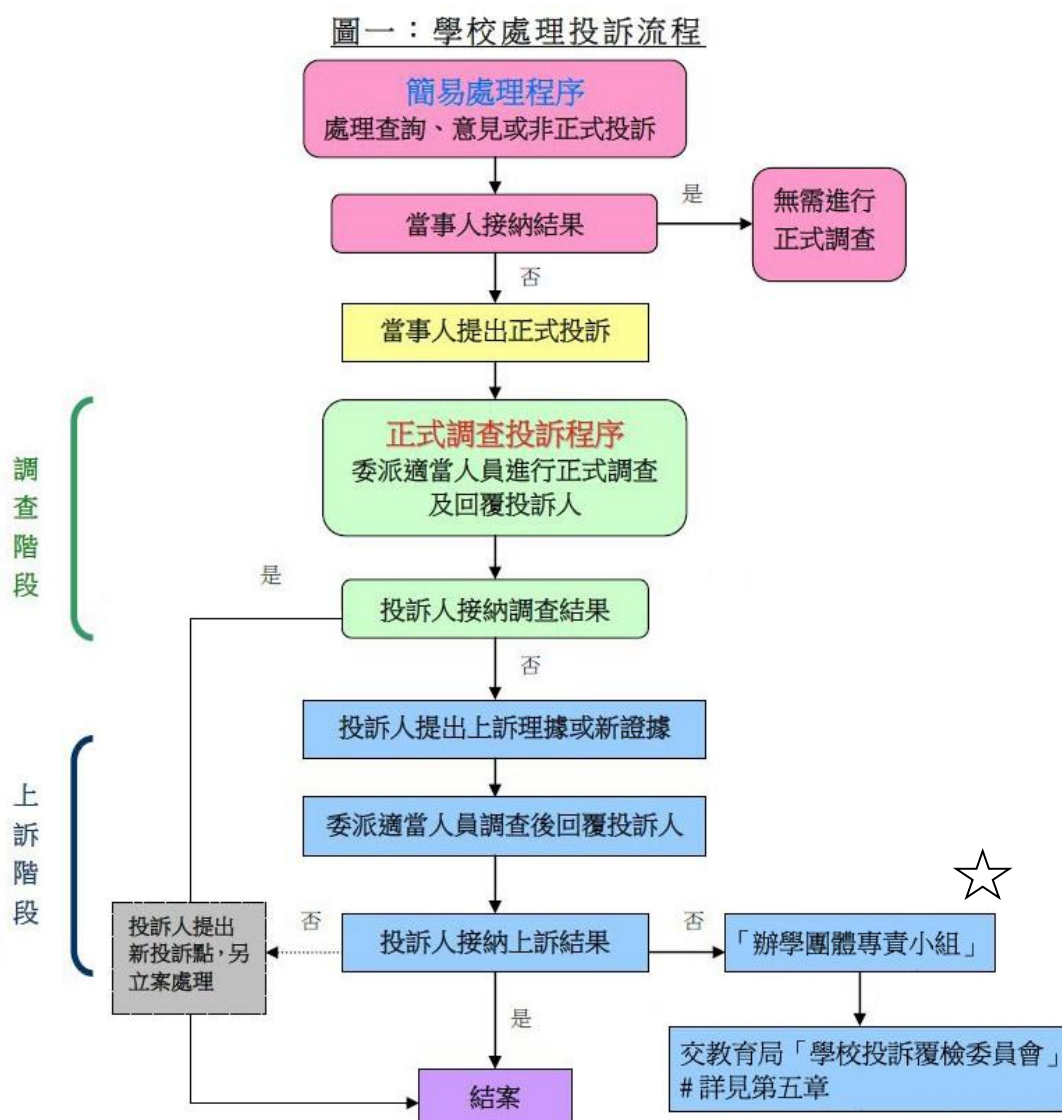 圖一：學校處理投訴流程
簡易處理程序
處理查詢、意見或非正式投訴
當事人接納結果
是
無需進行
正式調查
否
當事人提出正式投訴
調查階段
正式調查投訴程序
委派適當人員進行正式調查
及回覆投訴人
是
投訴人接納調查結果
否
投訴人提出上訴理據或新證據
上訴階段
委派適當人員調查後回覆投訴人
投訴人提出
新投訴點，另
立案處理
否
投訴人接納上訴結果
否
「辦學團體專責小組」
是
交教育局「學校投訴覆檢委員會」
# 詳見第五章
結案